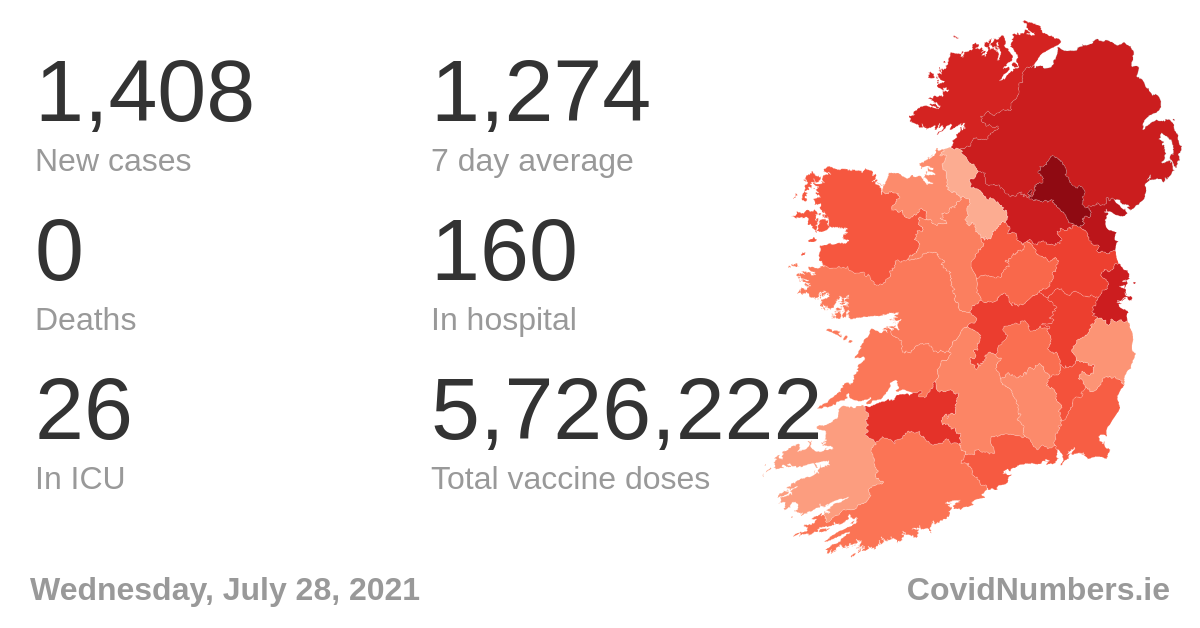 1,408
New cases
1,274
7 day average
0
Deaths
160
In hospital
26
In ICU
5,726,222
Total vaccine doses
Wednesday, July 28, 2021
CovidNumbers.ie